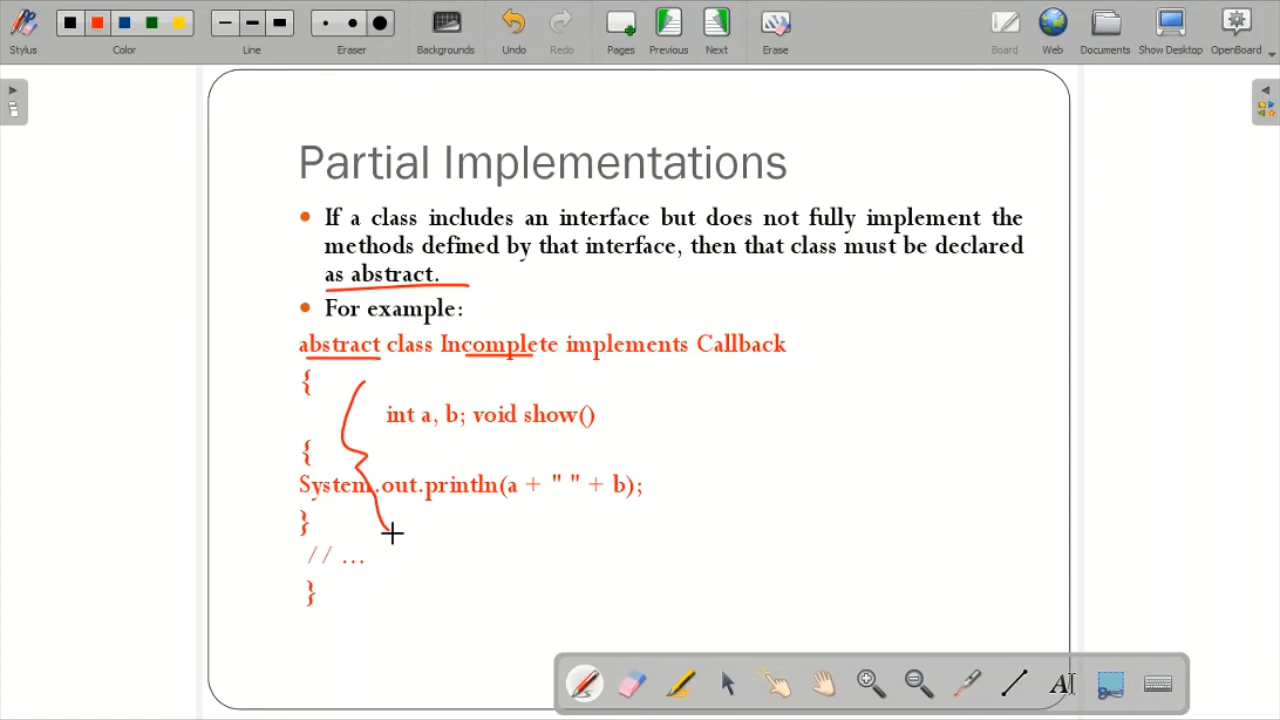 Stylus
Color
Line
Eraser
Backgrounds
Undo
Redo
Pages
Previous
Next
Erase
Board
Web
Documents
Show Desktop
OpenBoard
Partial Implementations
• If a class includes an interface but does not fully implement the
methods defined by that interface, then that class must be declared
as abstract.
• For example:
abstract class Incomplete implements Callback
{
int a, b; void show()
{
System.out.println(a + " " + b);
}
// ...
}